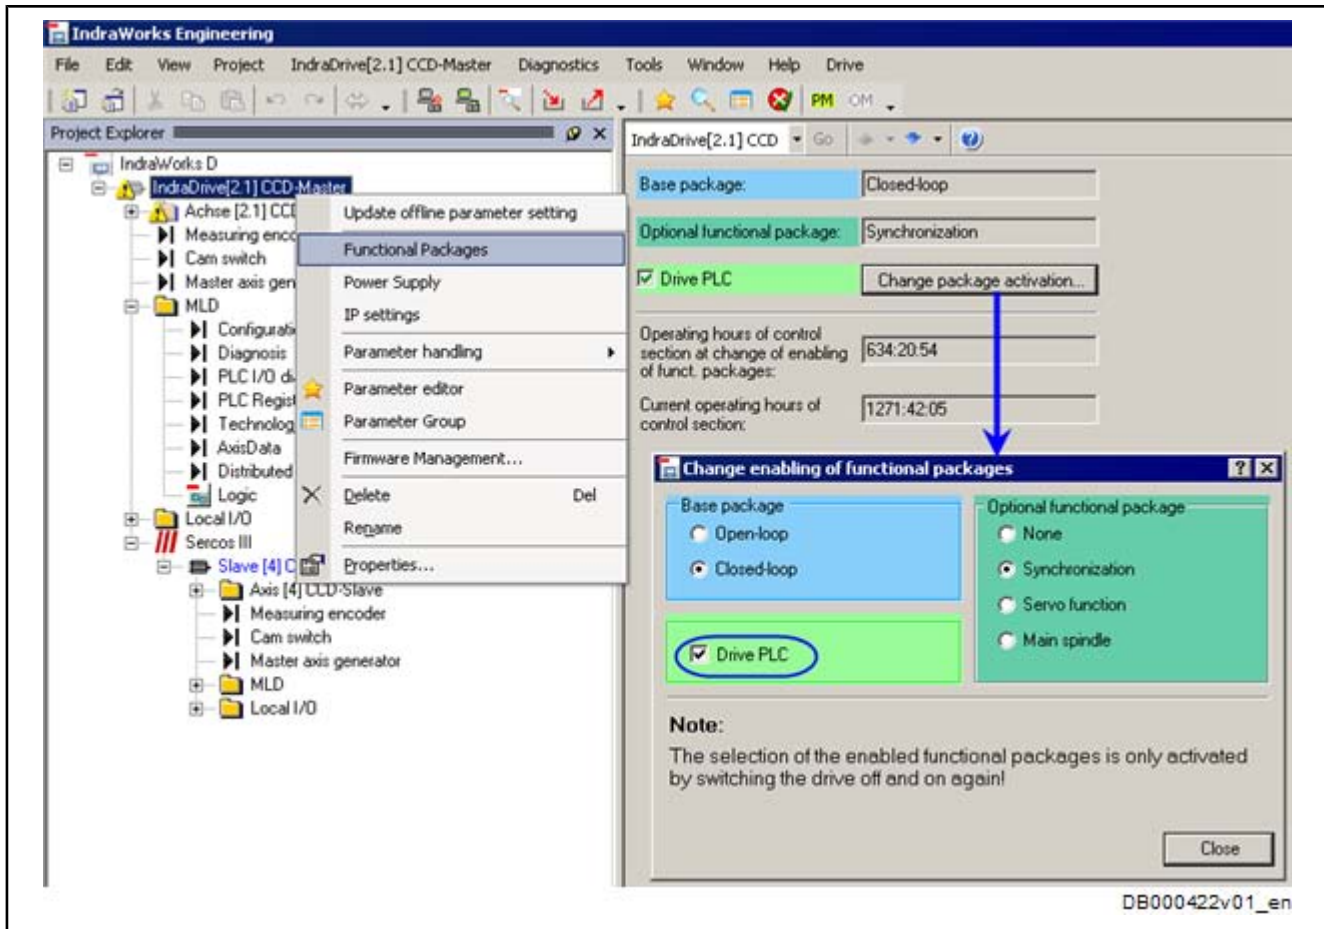 IndraWorks Engineering
File Edit View Project IndraDrive[2.1] CCD-Master Diagnostics Tools Window Help Drive
PM OM
Project Explorer
IndraWorks D
IndraDrive[2.1] CCD-Master
Achse [2.1] CCD
Measuring enco
Cam switch
Master axis gen
MLD
Configurati
Diagnosis
PLC I/O di
PLC Regist
Technolog
AxisData
Distributed
Logic
Local I/O
Sercos III
Slave [4] C
Axis [4] CCD-Slave
Measuring encoder
Cam switch
Master axis generator
MLD
Local I/O
Update offline parameter setting
Functional Packages
Power Supply
IP settings
Parameter handling
Parameter editor
Parameter Group
Firmware Management...
Delete Del
Rename
Properties...
IndraDrive[2.1] CCD Go
Base package: Closed-loop
Optional functional package: Synchronization
Drive PLC Change package activation...
Operating hours of control
section at change of enabling
of funct. packages:
634:20:54
Current operating hours of
control section:
1271:42:05
Change enabling of functional packages
Base package
Open-loop
Closed-loop
Drive PLC
Optional functional package
None
Synchronization
Servo function
Main spindle
Note:
The selection of the enabled functional packages is only activated
by switching the drive off and on again!
Close
DB000422v01_en